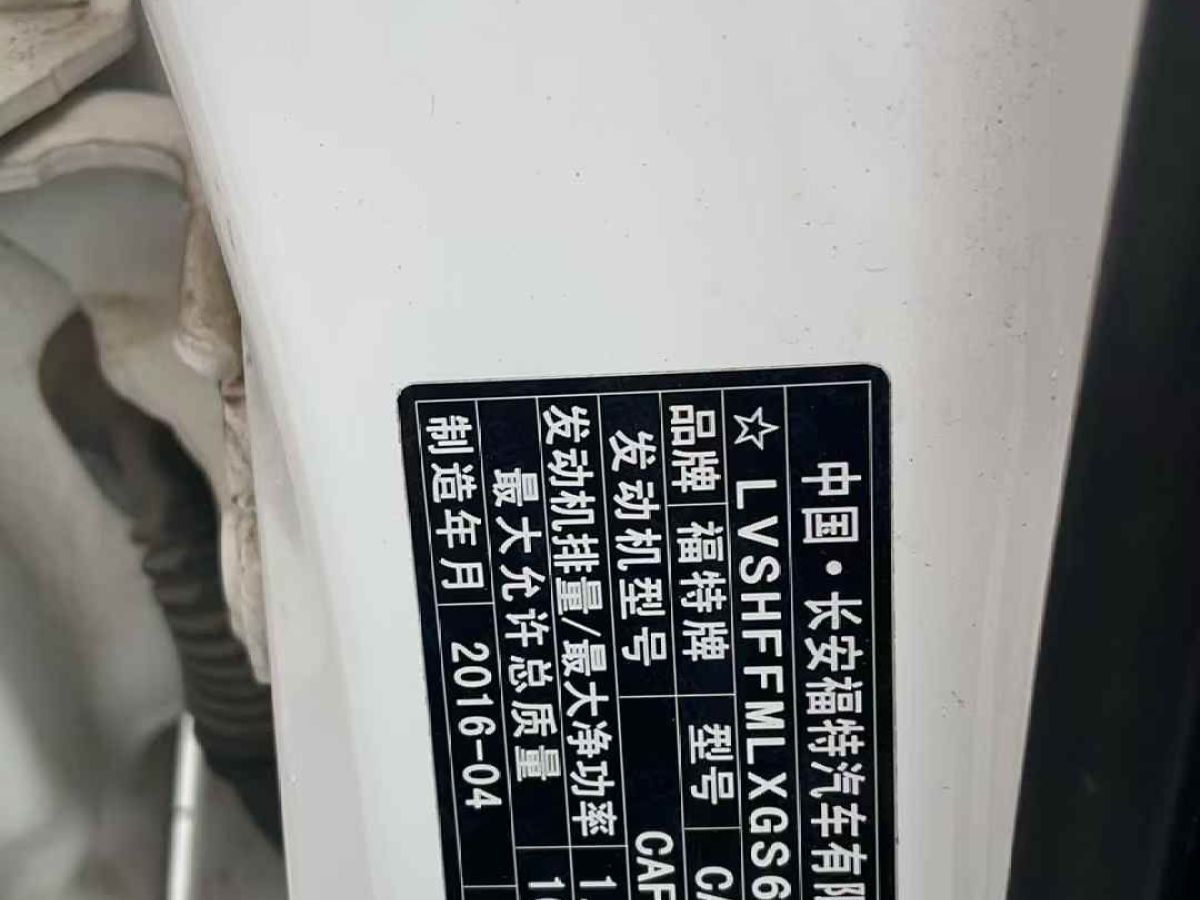 中国·长安福特汽车有限
☆LVSHFFMLXGS6
品牌 福特牌 型号 CA
发动机型号 CAF
发动机排量/最大净功率 1.
最大允许总质量 16
制造年月 2016-04